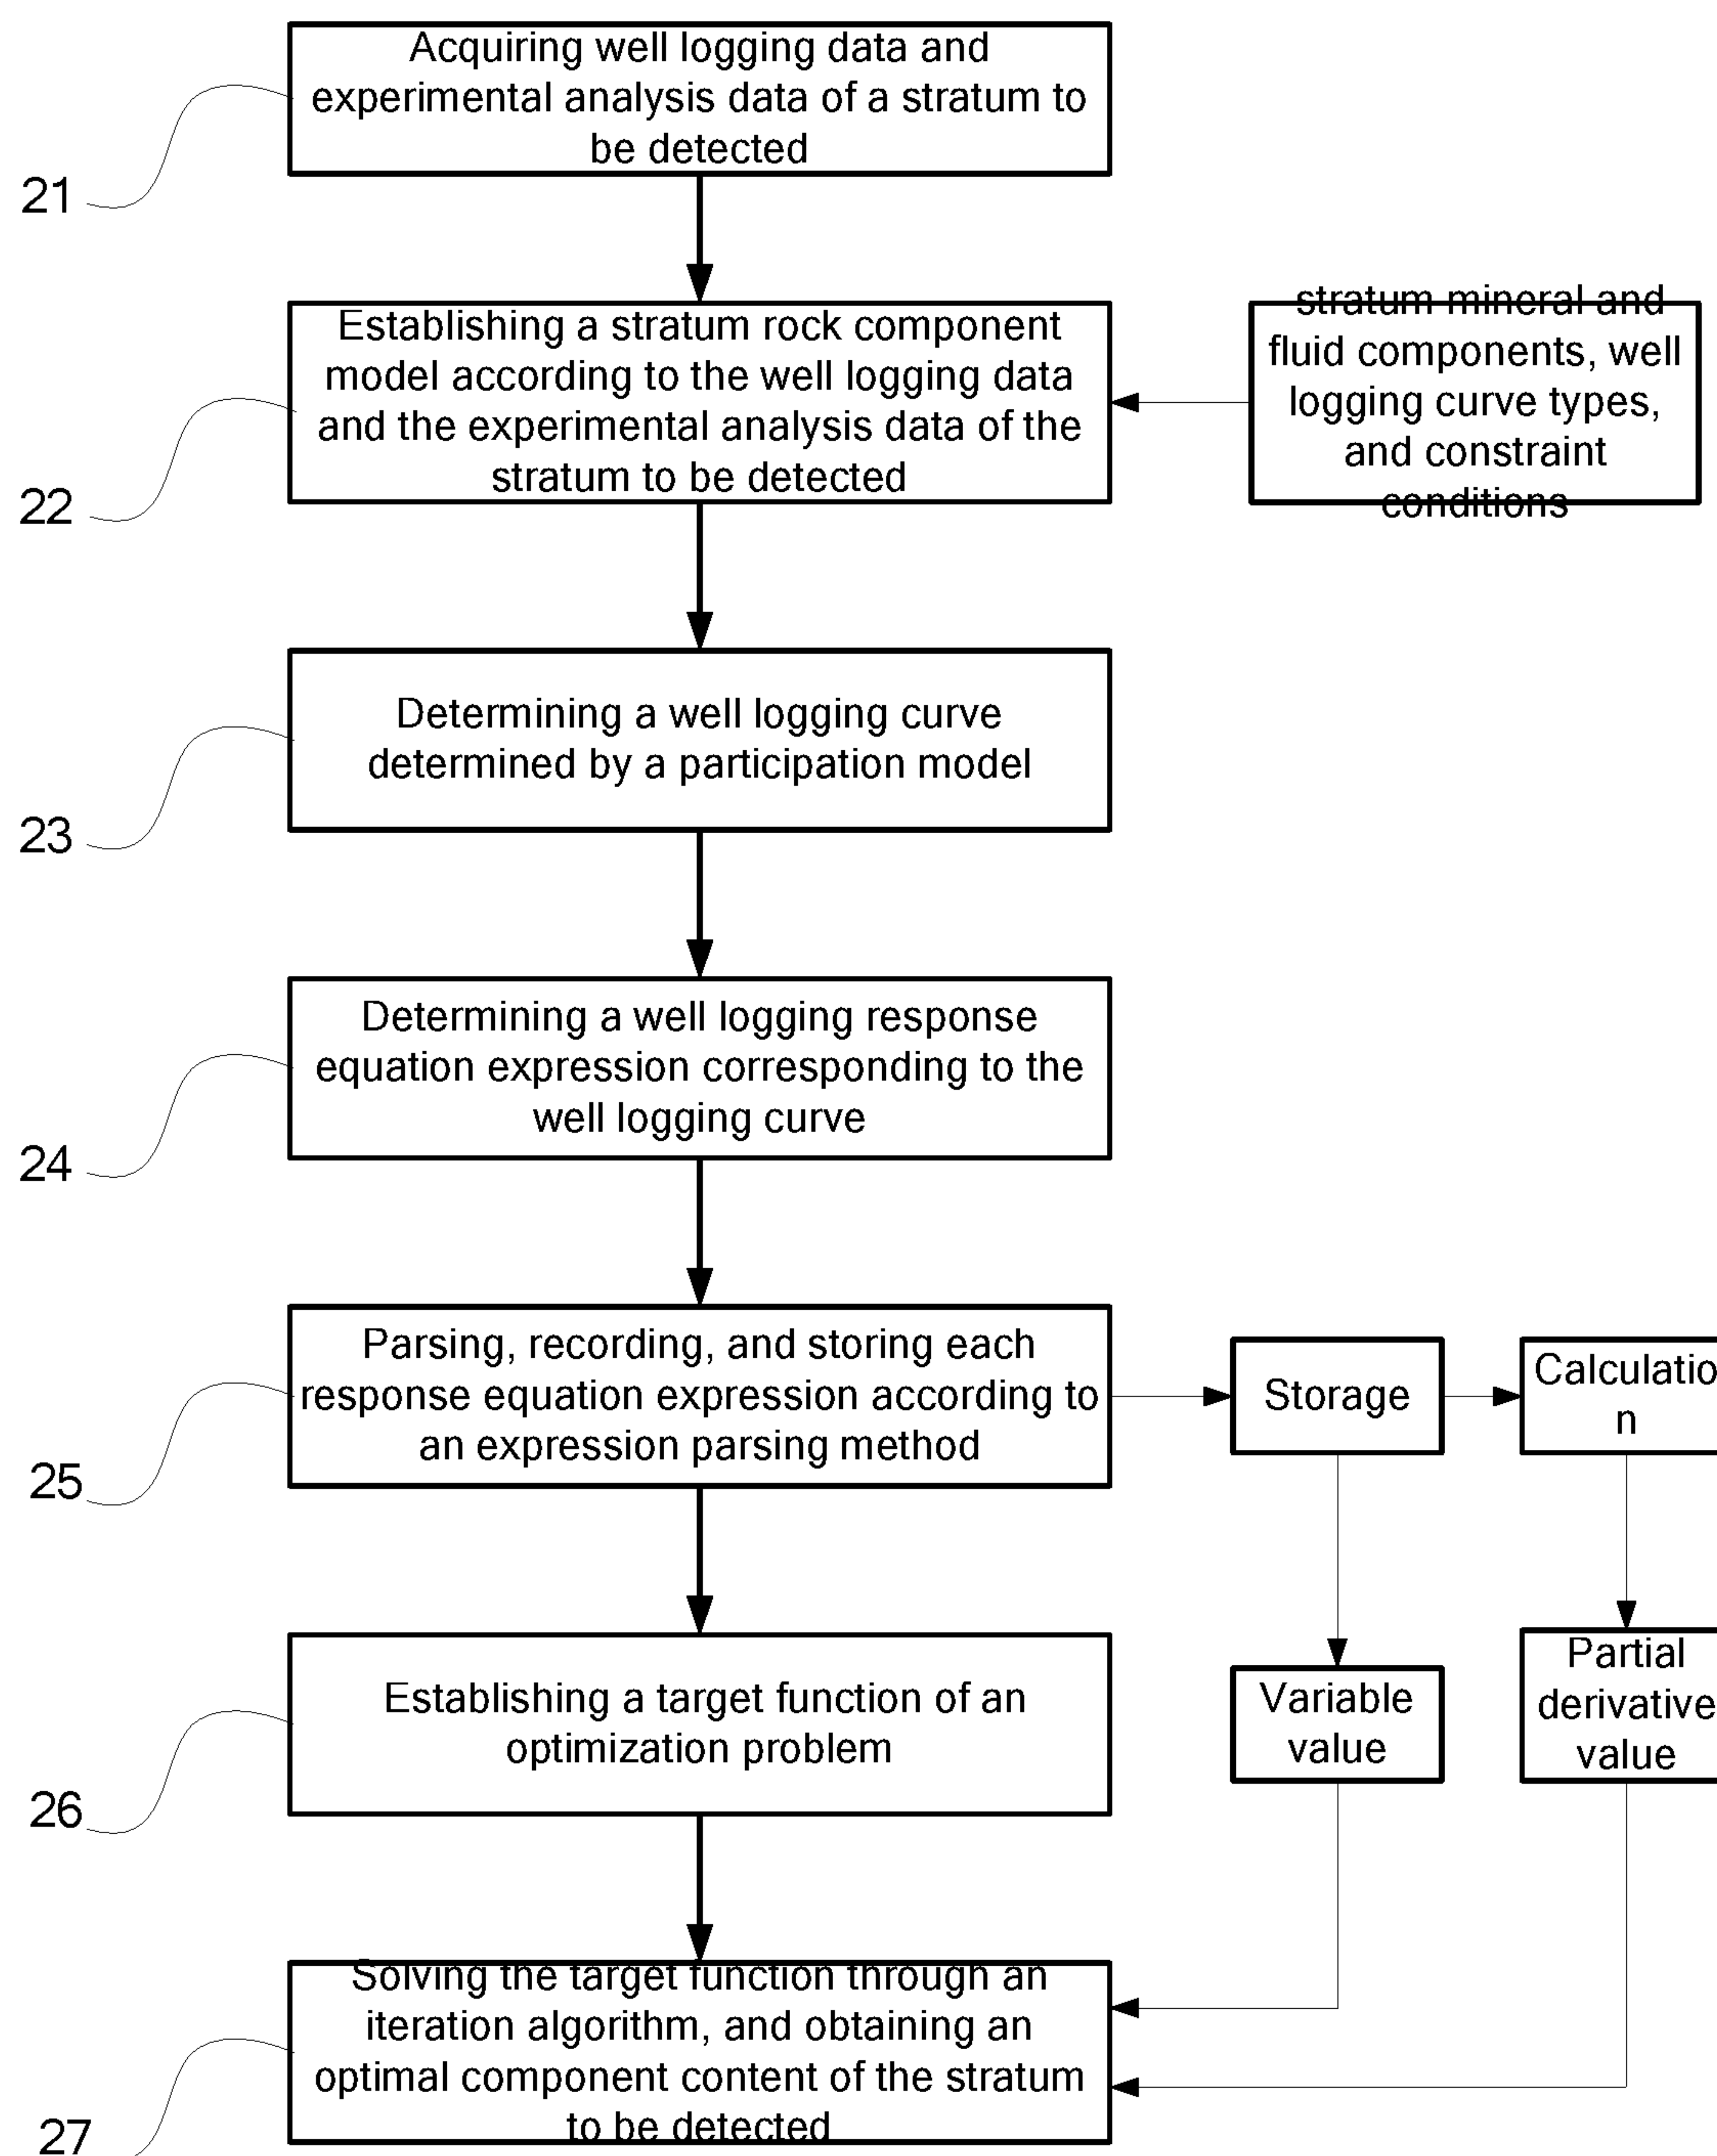 Acquiring well logging data and
experimental analysis data of a stratum to
be detected
21
Establishing a stratum rock component
model according to the well logging data
and the experimental analysis data of the
stratum to be detected
22
stratum mineral and
fluid components, well
logging curve types,
and constraint
conditions
Determining a well logging curve
determined by a participation model
23
Determining a well logging response
equation expression corresponding to the
well logging curve
24
Parsing, recording, and storing each
response equation expression according to
an expression parsing method
25
Storage
Calculatio
n
Establishing a target function of an
optimization problem
26
Variable
value
Partial
derivative
value
Solving the target function through an
iteration algorithm, and obtaining an
optimal component content of the stratum
to be detected
27